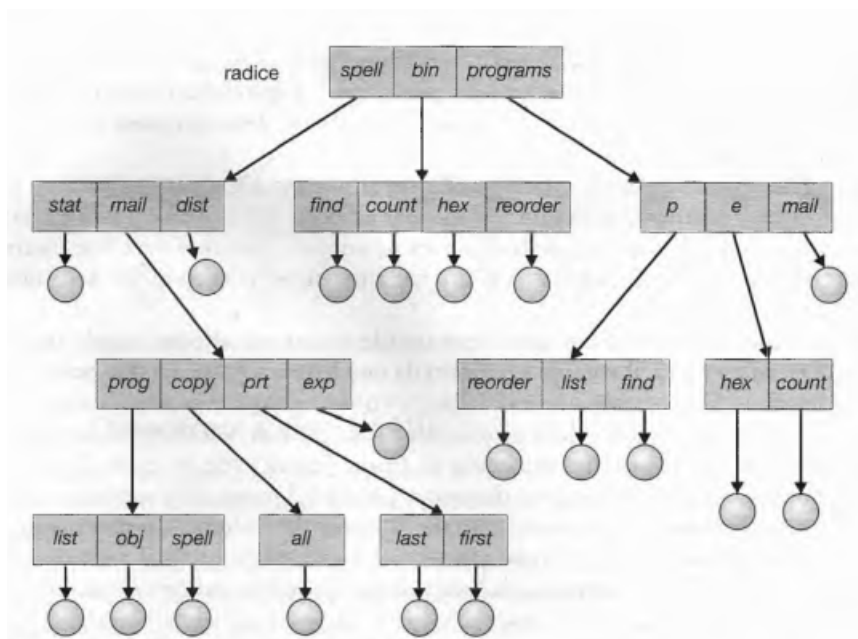 radice
spell bin programs
stat mail dist
find count hex reorder
p e mail
prog copy prt exp
reorder list find
hex count
list obj spell
all
last first